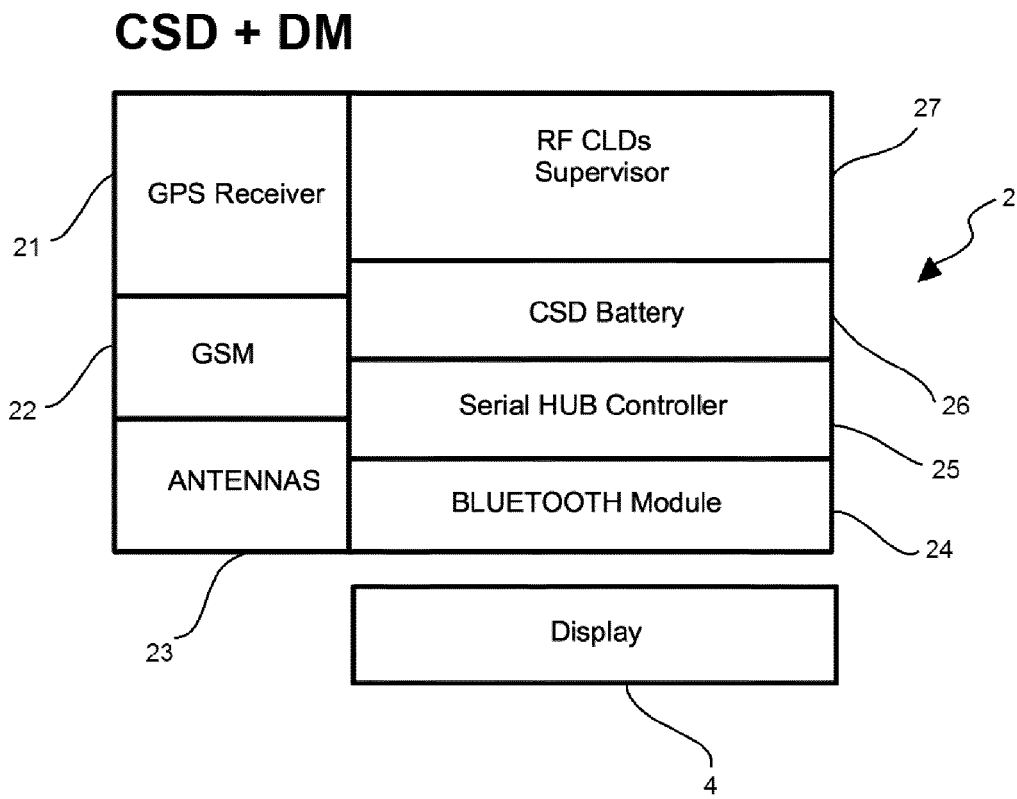 CSD + DM
27
RF CLDs
Supervisor
2
GPS Receiver
21
CSD Battery
GSM
22
26
Serial HUB Controller
25
ANTENNAS
BLUETOOTH Module
24
23
Display
4